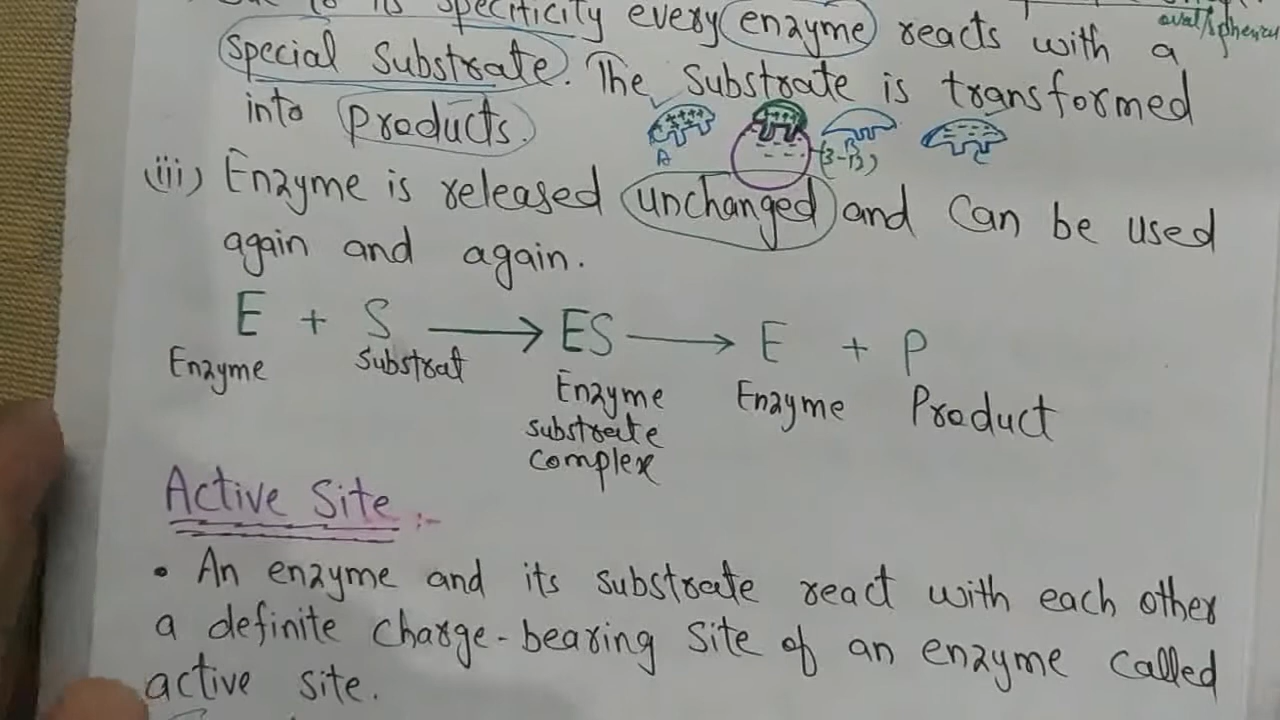 its specificity every enzyme reacts with a
oval/spherical
special substrate. The substrate is transformed
into products.
A
B
C
(iii) Enzyme is released unchanged and can be used
again and again.
E + S → ES → E + P
Enzyme Substrat Enzyme substrate complex Enzyme Product
Active Site :-
• An enzyme and its substrate react with each other
a definite charge-bearing site of an enzyme called
active site.